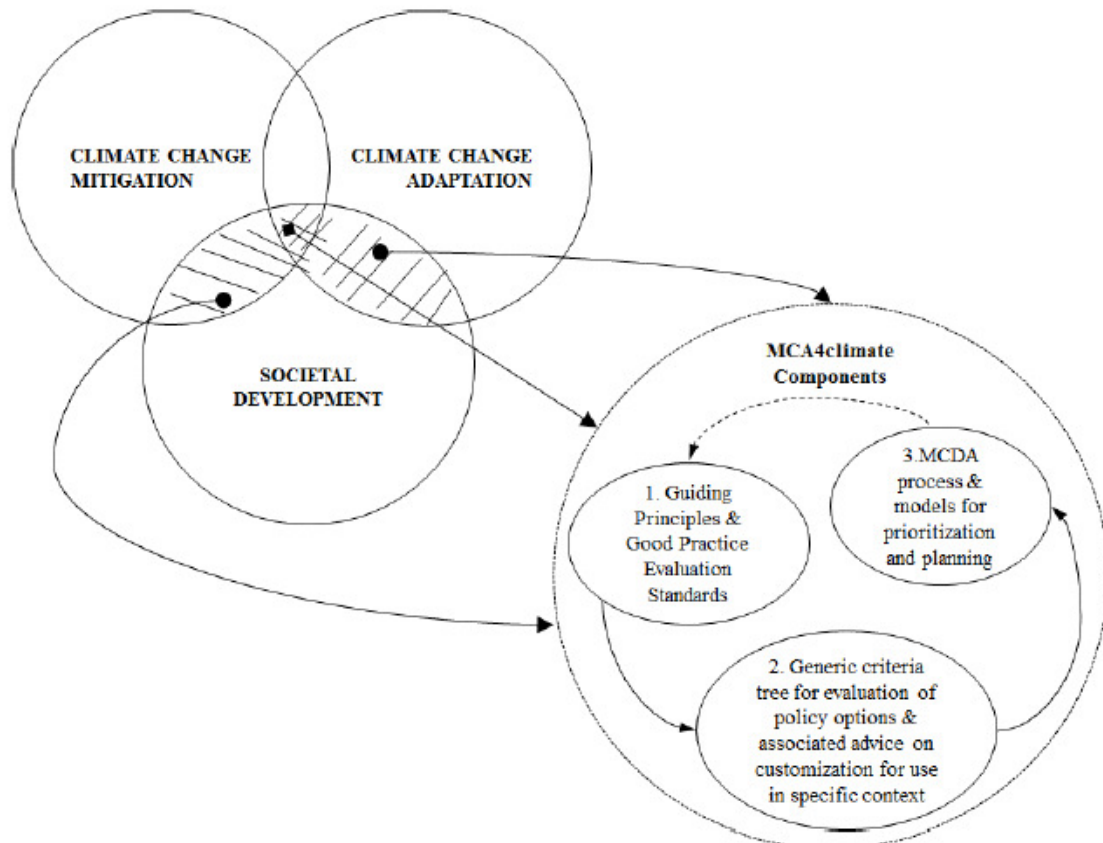 CLIMATE CHANGE
MITIGATION
CLIMATE CHANGE
ADAPTATION
SOCIETAL
DEVELOPMENT
MCA4climate
Components
1. Guiding
Principles &
Good Practice
Evaluation
Standards
3.MCDA
process &
models for
prioritization
and planning
2. Generic criteria
tree for evaluation of
policy options &
associated advice on
customization for use
in specific context